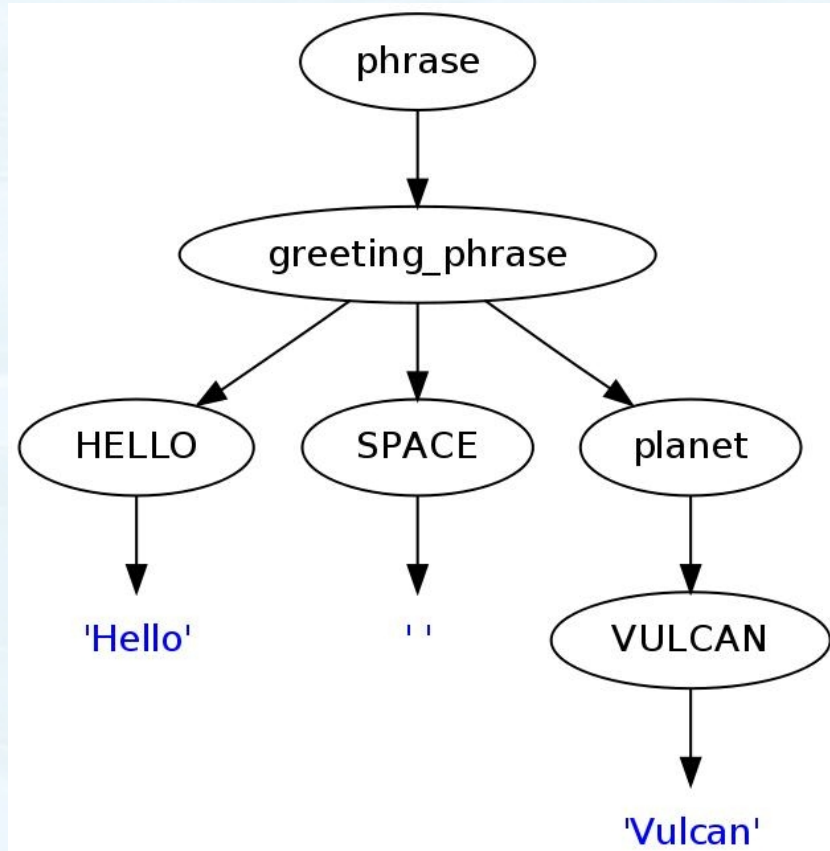 phrase
greeting_phrase
HELLO SPACE planet
'Hello' ' ' VULCAN
'Vulcan'